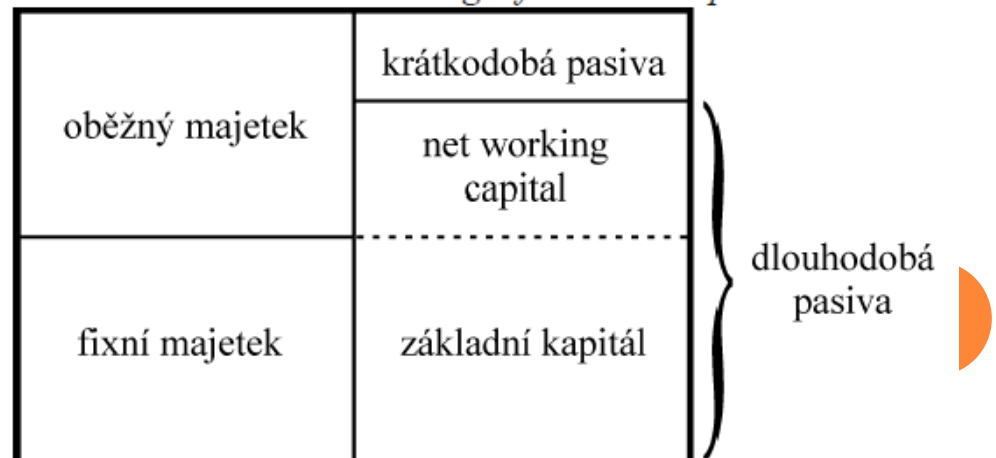 krátkodobá pasiva
oběžný majetek
net working
capital
dlouhodobá
pasiva
fixní majetek
základní kapitál